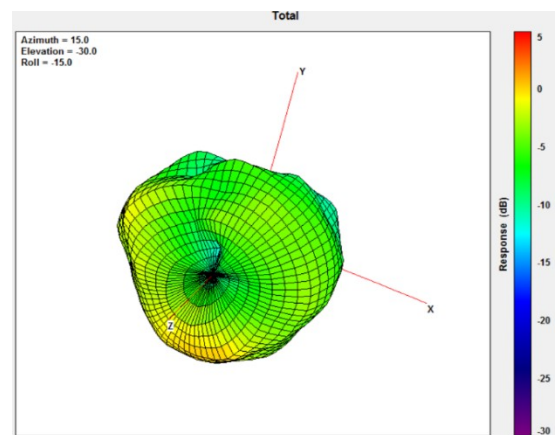 Total
Azimuth = 15.0
Elevation = -30.0
Roll = -15.0
Y
X
Z
5
0
-5
-10
-15
-20
-25
-30
Response (dB)